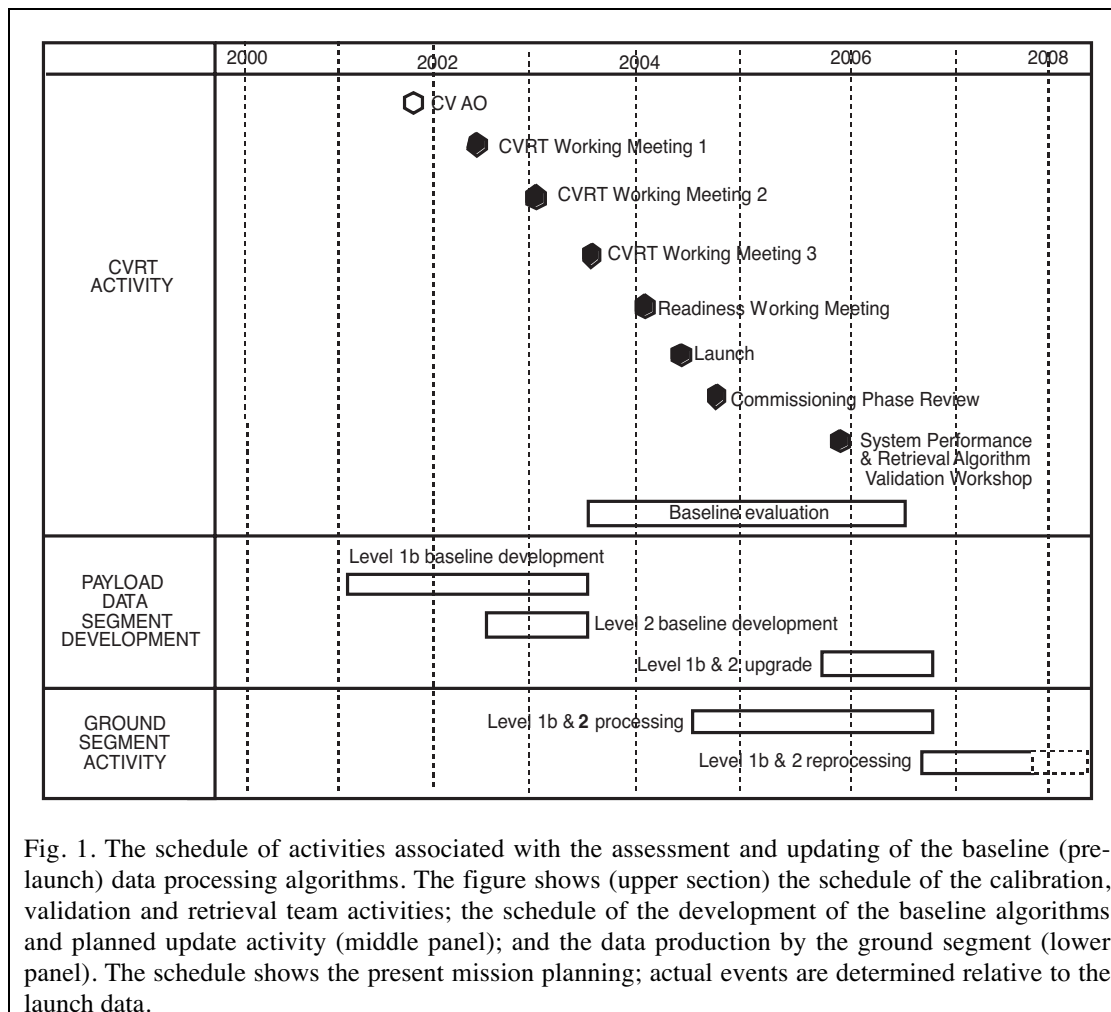 2000 2002 2004 2006 2008
CV AO
CVRT Working Meeting 1
CVRT Working Meeting 2
CVRT Working Meeting 3
CVRT
ACTIVITY
Readiness Working Meeting
Launch
Commissioning Phase Review
System Performance
& Retrieval Algorithm
Validation Workshop
Baseline evaluation
PAYLOAD
DATA
SEGMENT
DEVELOPMENT
Level 1b baseline development
Level 2 baseline development
Level 1b & 2 upgrade
GROUND
SEGMENT
ACTIVITY
Level 1b & 2 processing
Level 1b & 2 reprocessing
Fig. 1. The schedule of activities associated with the assessment and updating of the baseline (pre-
launch) data processing algorithms. The figure shows (upper section) the schedule of the calibration,
validation and retrieval team activities; the schedule of the development of the baseline algorithms
and planned update activity (middle panel); and the data production by the ground segment (lower
panel). The schedule shows the present mission planning; actual events are determined relative to the
launch data.